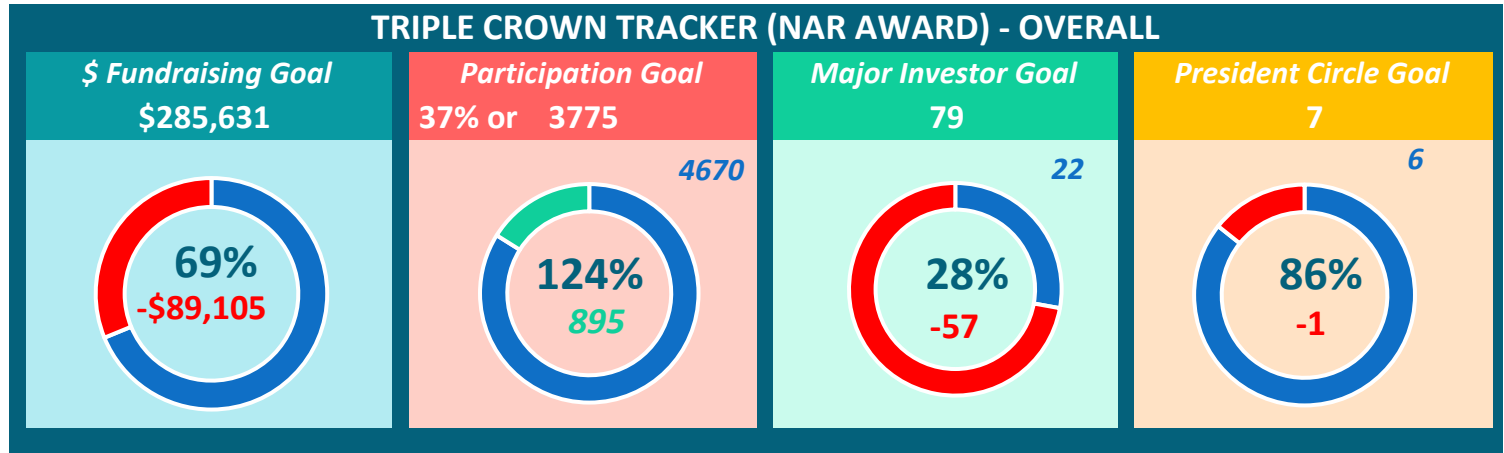 TRIPLE CROWN TRACKER (NAR AWARD) - OVERALL
$ Fundraising Goal
$285,631
69%
-$89,105
Participation Goal
37% or 3775
4670
124%
895
Major Investor Goal
79
22
28%
-57
President Circle Goal
7
6
86%
-1